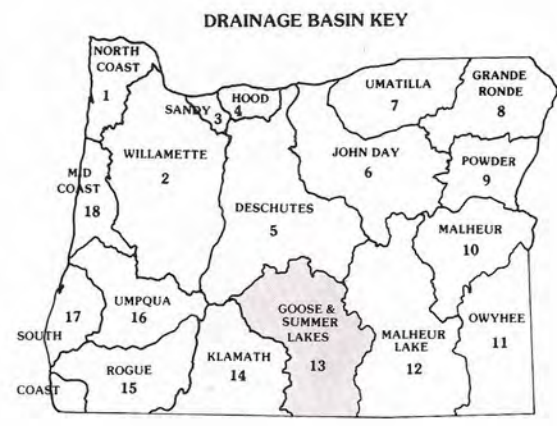 DRAINAGE BASIN KEY
NORTH
COAST
1
SANDY 3
HOOD
4
UMATILLA
7
GRANDE
RONDE
8
WILLAMETTE
2
JOHN DAY
6
POWDER
9
MID
COAST
18
DESCHUTES
5
MALHEUR
10
17
SOUTH
COAST
UMPQUA
16
GOOSE &
SUMMER
LAKES
13
MALHEUR
LAKE
12
OWYHEE
11
ROGUE
15
KLAMATH
14